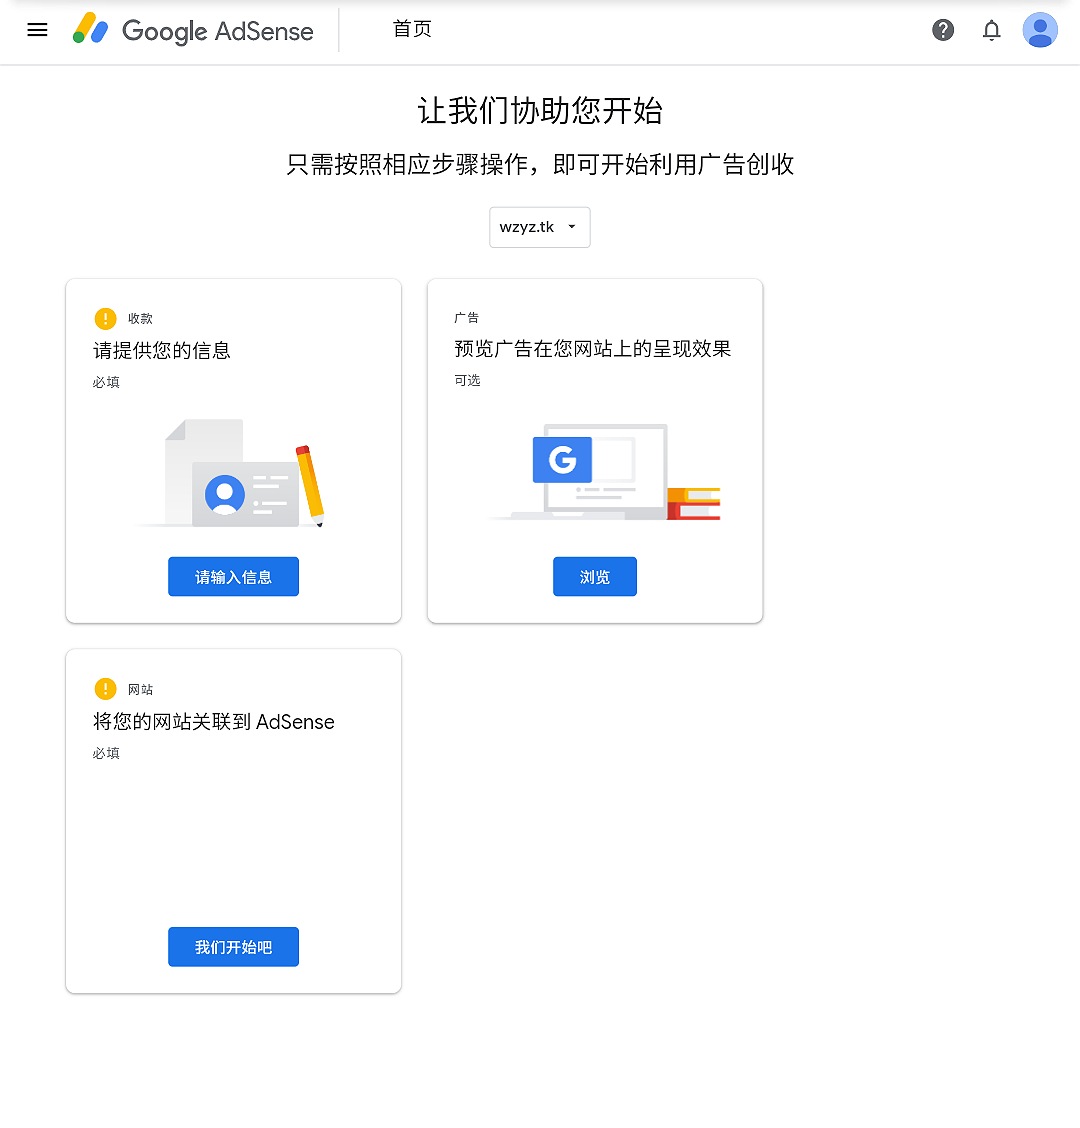 Google AdSense
首页
让我们协助您开始
只需按照相应步骤操作，即可开始利用广告创收
wzyz.tk
收款
请提供您的信息
必填
请输入信息
广告
预览广告在您网站上的呈现效果
可选
G
浏览
网站
将您的网站关联到 AdSense
必填
我们开始吧